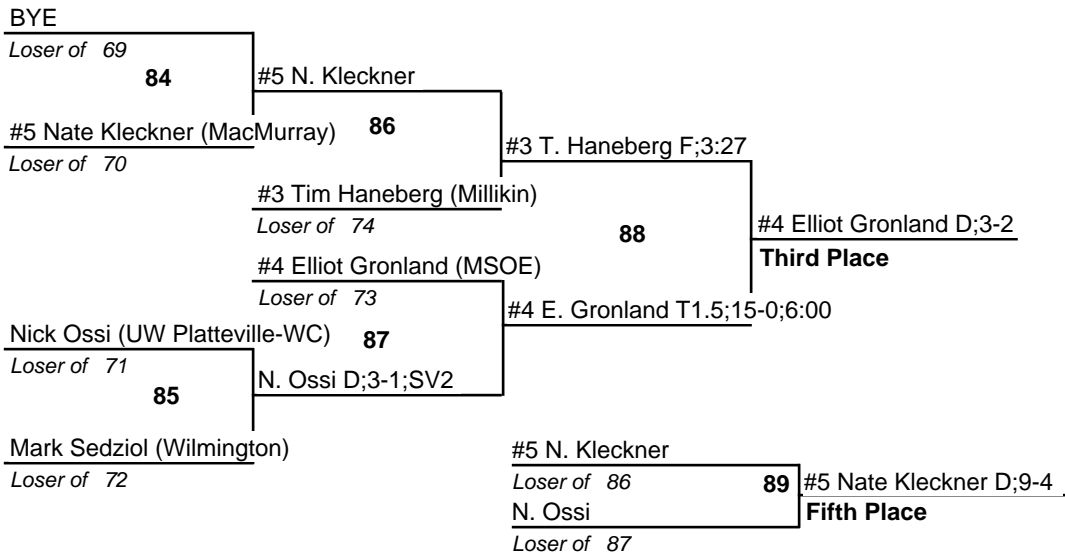 BYE
Loser of 69
84
#5 N. Kleckner
#5 Nate Kleckner (MacMurray)
86
Loser of 70
#3 T. Haneberg F;3:27
#3 Tim Haneberg (Millikin)
Loser of 74
88
#4 Elliot Gronland D;3-2
Third Place
#4 Elliot Gronland (MSOE)
Loser of 73
#4 E. Gronland T1.5;15-0;6:00
Nick Ossi (UW Platteville-WC)
87
Loser of 71
85
N. Ossi D;3-1;SV2
Mark Sedziol (Wilmington)
Loser of 72
#5 N. Kleckner
Loser of 86
89
#5 Nate Kleckner D;9-4
N. Ossi
Fifth Place
Loser of 87